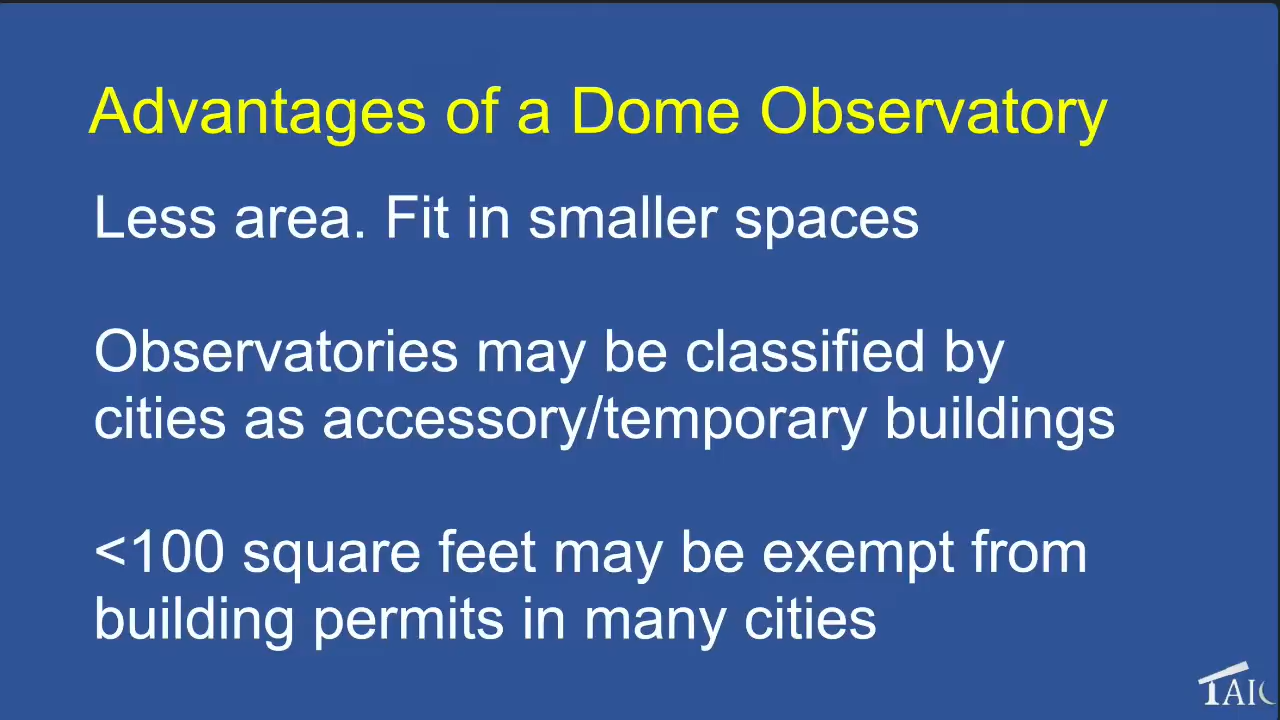 Advantages of a Dome Observatory
Less area. Fit in smaller spaces
Observatories may be classified by
cities as accessory/temporary buildings
<100 square feet may be exempt from
building permits in many cities
TAIC